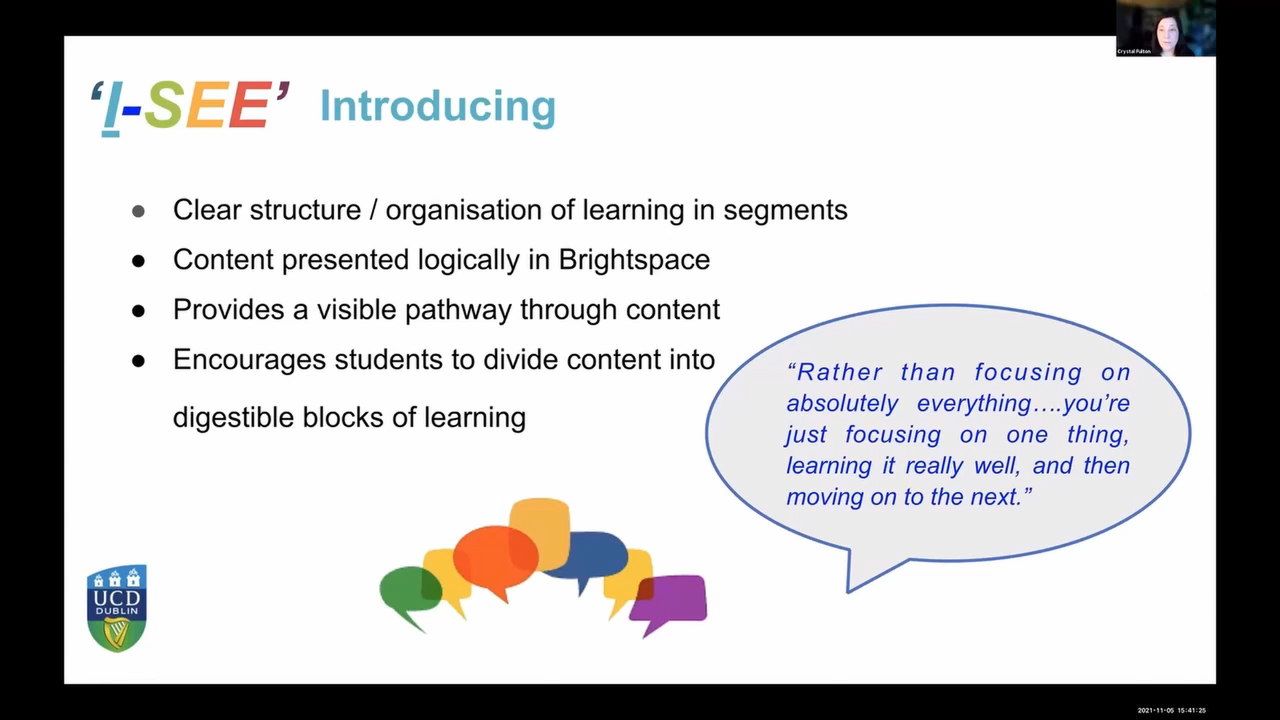 Crystal Fulton
‘I-SEE’ Introducing
● Clear structure / organisation of learning in segments
● Content presented logically in Brightspace
● Provides a visible pathway through content
● Encourages students to divide content into
digestible blocks of learning
“Rather than focusing on
absolutely everything….you’re
just focusing on one thing,
learning it really well, and then
moving on to the next.”
UCD
DUBLIN
2021-11-05 15:41:25